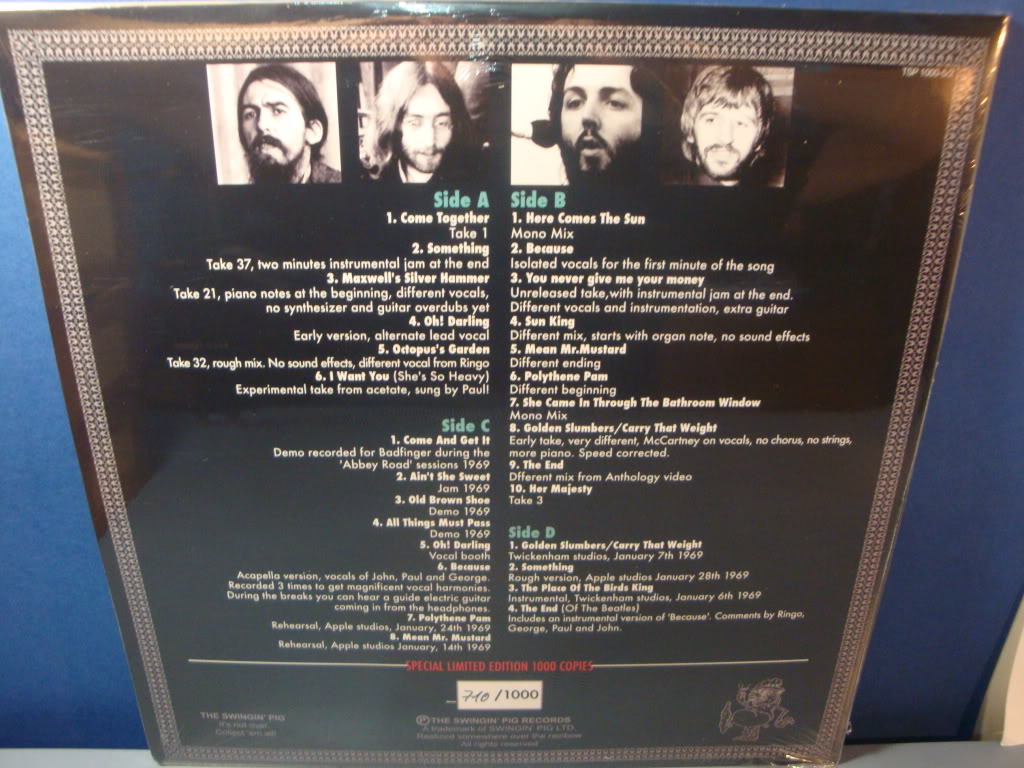 TSP 1000-
Side A
1. Come Together
Take 1
2. Something
Take 37, two minutes instrumental jam at the end
3. Maxwell's Silver Hammer
Take 21, piano notes at the beginning, different vocals,
no synthesizer and guitar overdubs yet
4. Oh! Darling
Early version, alternate lead vocal
5. Octopus's Garden
Take 32, rough mix. No sound effects, different vocal from Ringo
6. I Want You (She's So Heavy)
Experimental take from acetate, sung by Paul!
Side B
1. Here Comes The Sun
Mono Mix
2. Because
Isolated vocals for the first minute of the song
3. You never give me your money
Unreleased take,with instrumental jam at the end.
Different vocals and instrumentation, extra guitar
4. Sun King
Different mix, starts with organ note, no sound effects
5. Mean Mr.Mustard
Different ending
6. Polythene Pam
Different beginning
7. She Came In Through The Bathroom Window
Mono Mix
8. Golden Slumbers/Carry That Weight
Early take, very different, McCartney on vocals, no chorus, no strings,
more piano. Speed corrected.
9. The End
Dfferent mix from Anthology video
10. Her Majesty
Take 3
Side C
1. Come And Get It
Demo recorded for Badfinger during the
'Abbey Road' sessions 1969
2. Ain't She Sweet
Jam 1969
3. Old Brown Shoe
Demo 1969
4. All Things Must Pass
Demo 1969
5. Oh! Darling
Vocal booth
6. Because
Acapella version, vocals of John, Paul and George.
Recorded 3 times to get magnificent vocal harmonies.
During the breaks you can hear a guide electric guitar
coming in from the headphones.
7. Polythene Pam
Rehearsal, Apple studios, January, 24th 1969
8. Mean Mr. Mustard
Rehearsal, Apple studios January, 14th 1969
Side D
1. Golden Slumbers/Carry That Weight
Twickenham studios, January 7th 1969
2. Something
Rough version, Apple studios January 28th 1969
3. The Place Of The Birds King
Instrumental, Twickenham studios, January 6th 1969
4. The End (Of The Beatles)
Includes an instrumental version of 'Because'. Comments by Ringo,
George, Paul and John.
SPECIAL LIMITED EDITION 1000 COPIES
710/1000
THE SWINGIN' PIG
It's not over
Collect 'em all!
Ⓟ THE SWINGIN' PIG RECORDS
A trademark of SWINGIN' PIG LTD.
Realized somewhere over the rainbow
All rights reserved